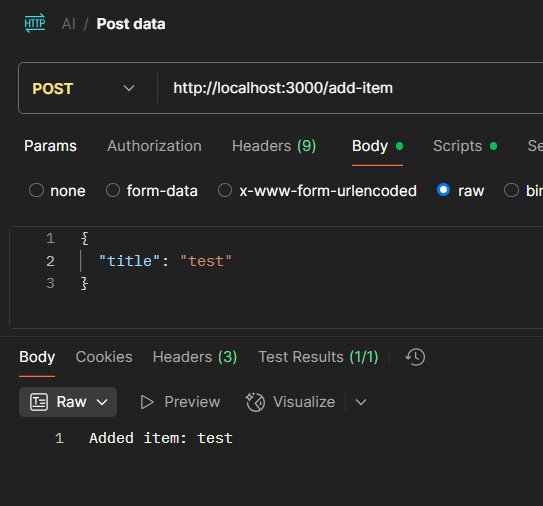 HTTP AI / Post data
POST http://localhost:3000/add-item
Params Authorization Headers (9) Body Scripts Se
none form-data x-www-form-urlencoded raw bin
1 {
2 "title": "test"
3 }
Body Cookies Headers (3) Test Results (1/1)
Raw Preview Visualize
1 Added item: test